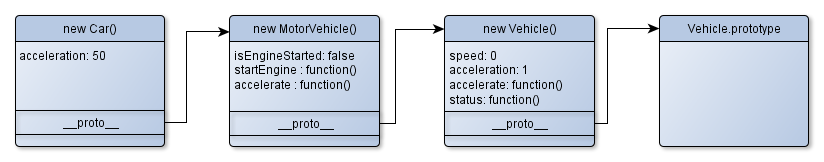 new Car()
acceleration: 50
__proto__
new MotorVehicle()
isEngineStarted: false
startEngine : function()
accelerate : function()
__proto__
new Vehicle()
speed: 0
acceleration: 1
accelerate: function()
status: function()
__proto__
Vehicle.prototype